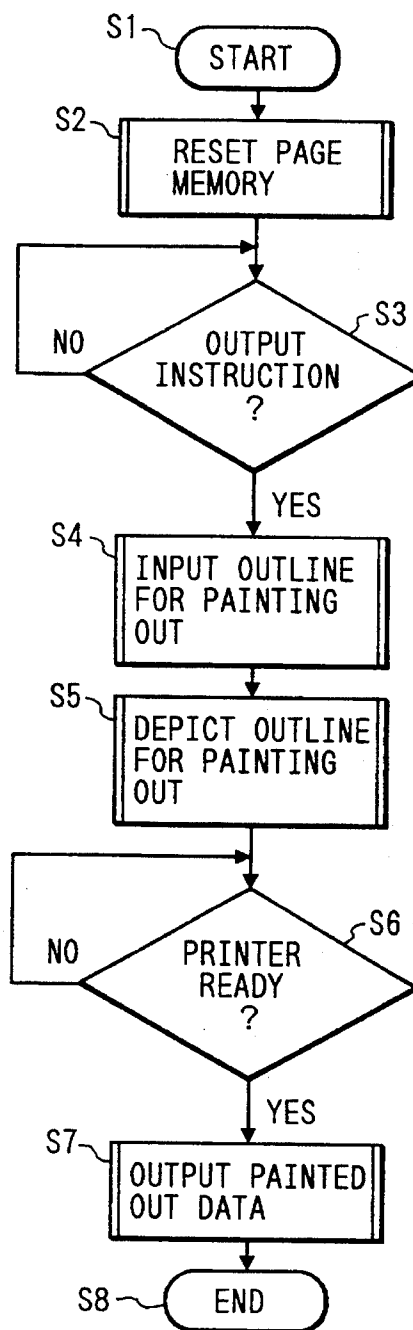 S1
START
S2
RESET PAGE
MEMORY
S3
NO
OUTPUT
INSTRUCTION
?
YES
S4
INPUT OUTLINE
FOR PAINTING
OUT
S5
DEPICT OUTLINE
FOR PAINTING
OUT
S6
NO
PRINTER
READY
?
YES
S7
OUTPUT PAINTED
OUT DATA
S8
END